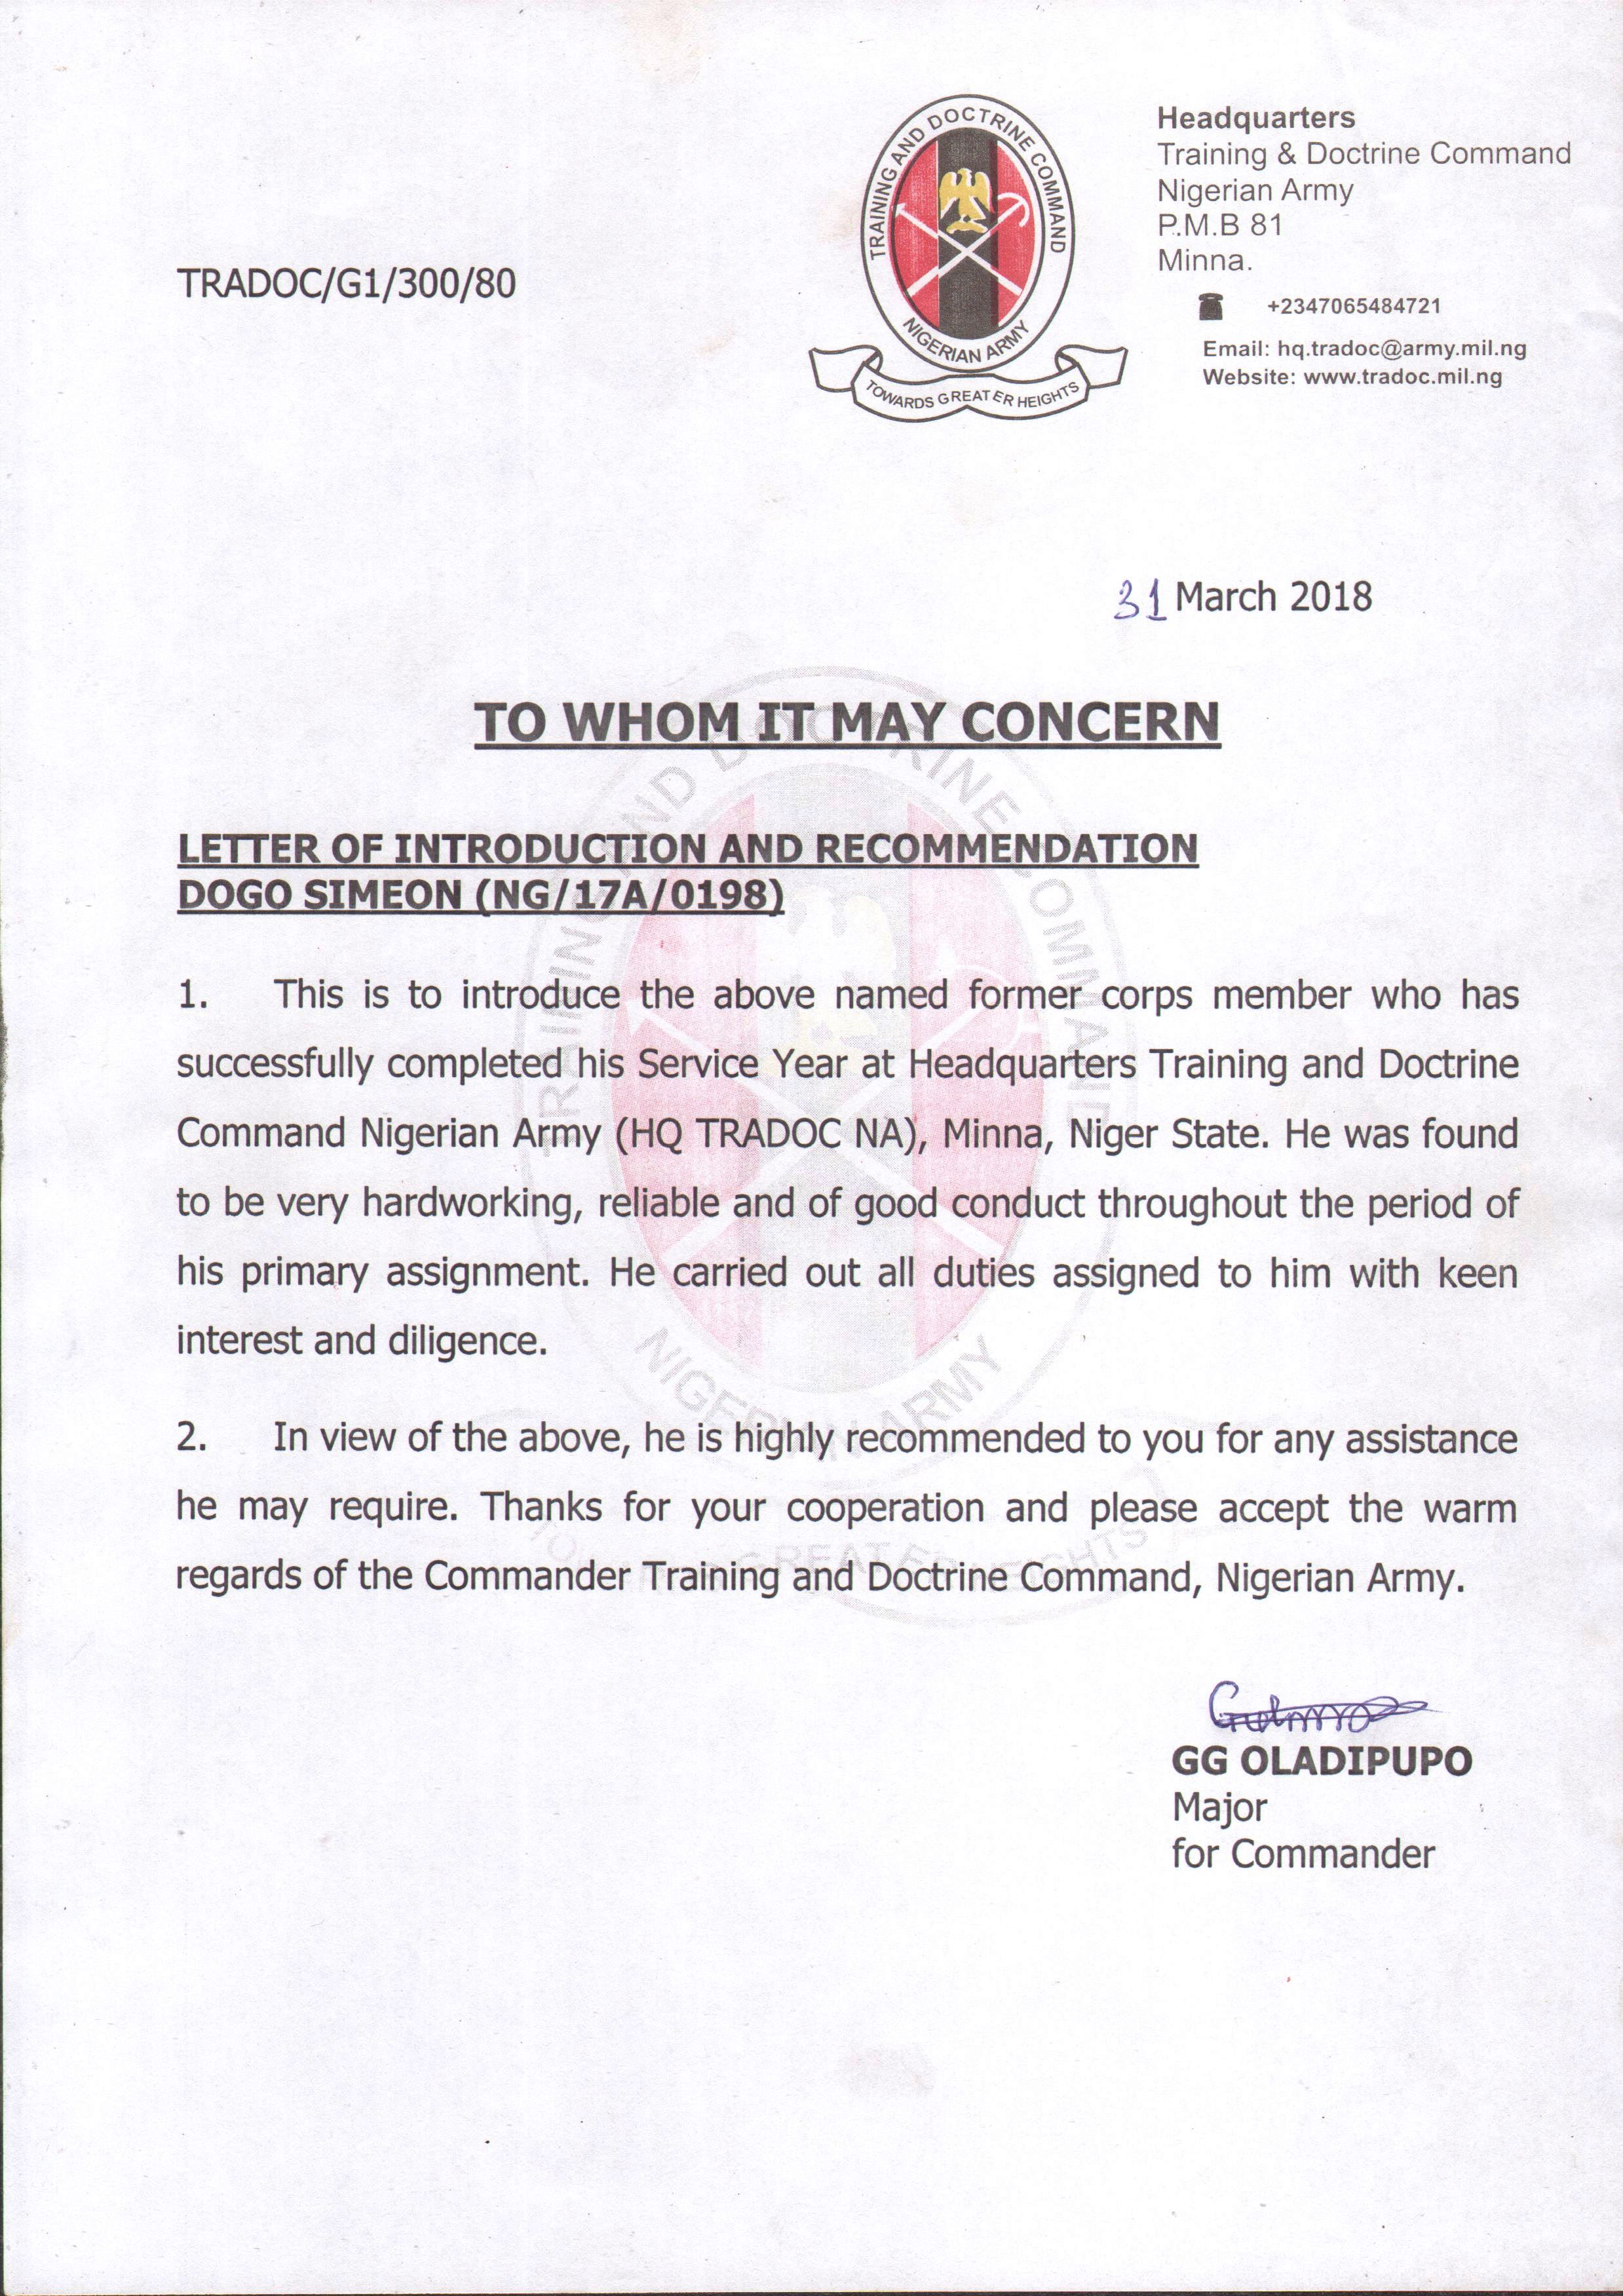 TRAINING AND DOCTRINE COMMAND
NIGERIAN ARMY
TOWARDS GREATER HEIGHTS
Headquarters
Training & Doctrine Command
Nigerian Army
P.M.B 81
Minna.
+2347065484721
Email: hq.tradoc@army.mil.ng
Website: www.tradoc.mil.ng
TRADOC/G1/300/80
31 March 2018
TO WHOM IT MAY CONCERN
LETTER OF INTRODUCTION AND RECOMMENDATION
DOGO SIMEON (NG/17A/0198)
1. This is to introduce the above named former corps member who has
successfully completed his Service Year at Headquarters Training and Doctrine
Command Nigerian Army (HQ TRADOC NA), Minna, Niger State. He was found
to be very hardworking, reliable and of good conduct throughout the period of
his primary assignment. He carried out all duties assigned to him with keen
interest and diligence.
2. In view of the above, he is highly recommended to you for any assistance
he may require. Thanks for your cooperation and please accept the warm
regards of the Commander Training and Doctrine Command, Nigerian Army.
GG OLADIPUPO
Major
for Commander